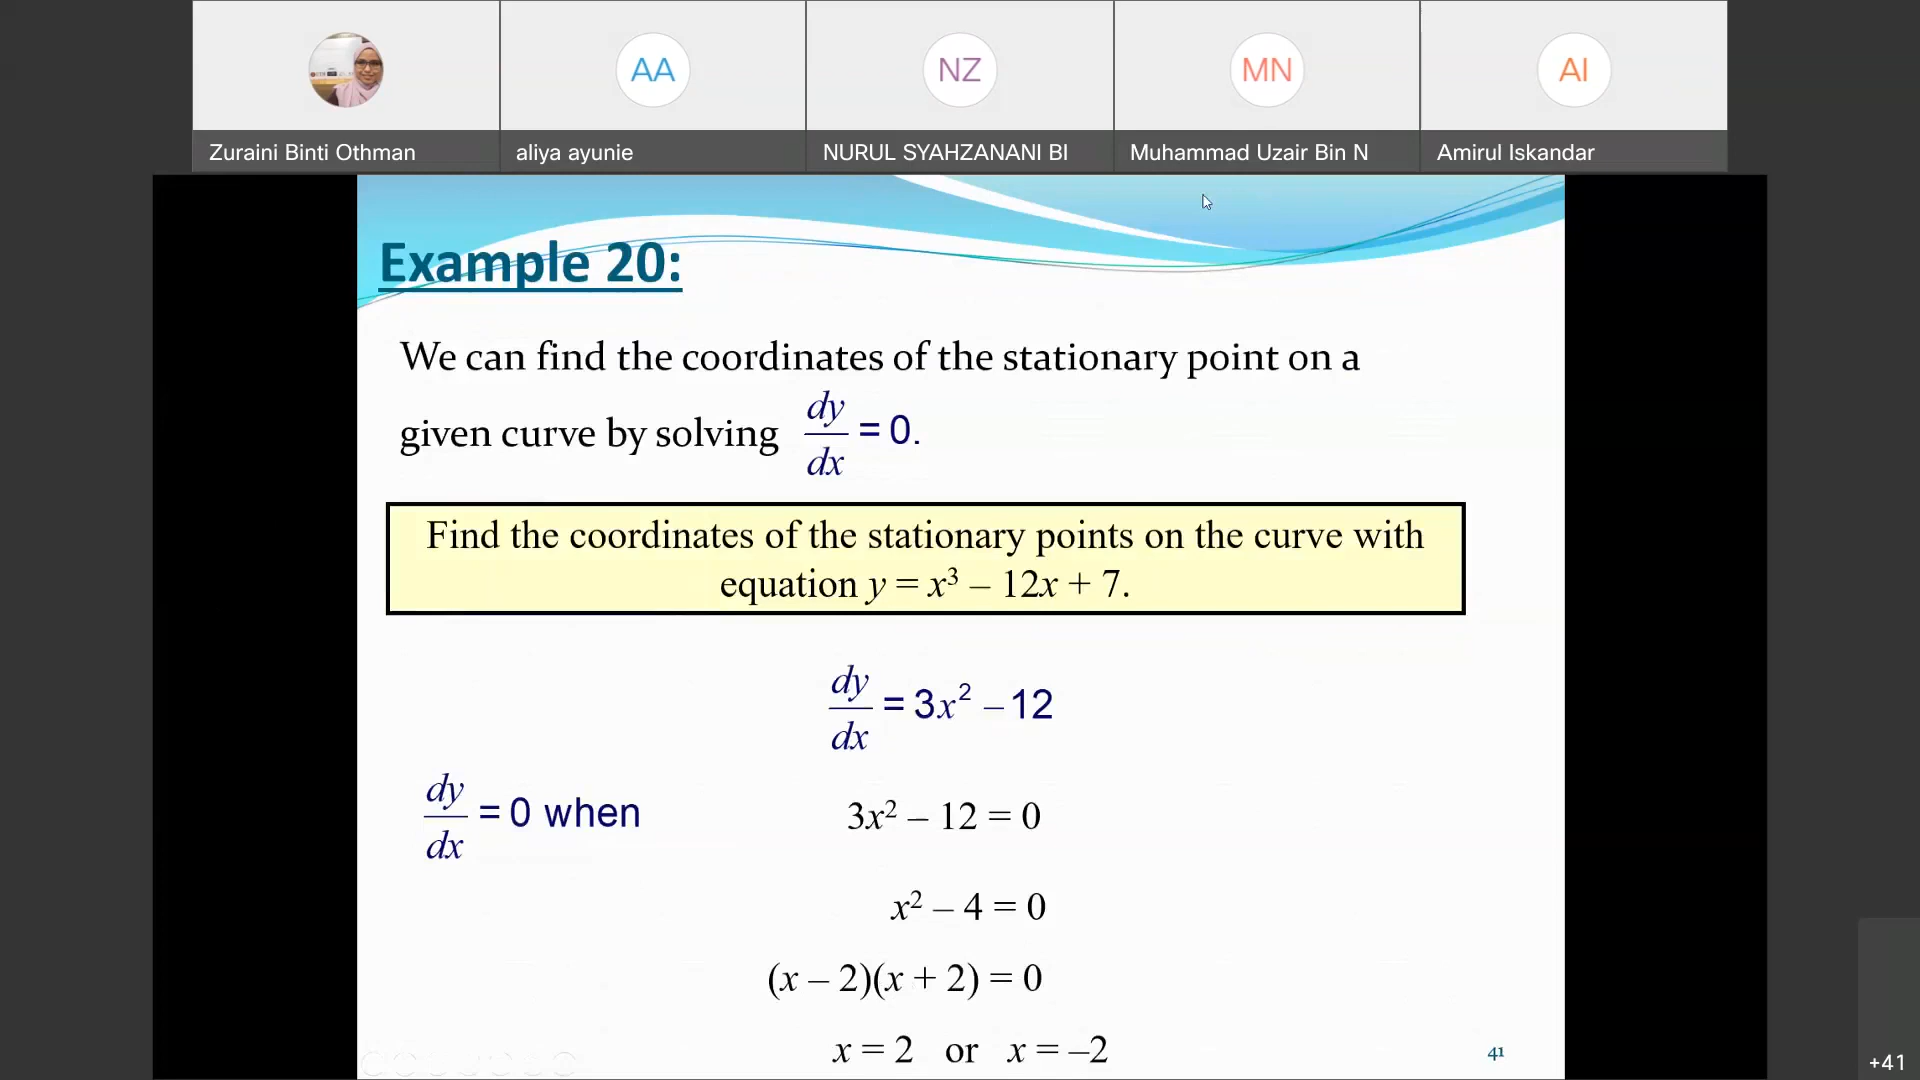 AA
NZ
MN
AI
Zuraini Binti Othman
aliya ayunie
NURUL SYAHZANANI BI
Muhammad Uzair Bin N
Amirul Iskandar
Example 20:
We can find the coordinates of the stationary point on a
given curve by solving dy/dx = 0.
Find the coordinates of the stationary points on the curve with
equation y = x³ – 12x + 7.
dy/dx = 3x² – 12
dy/dx = 0 when 3x² – 12 = 0
x² – 4 = 0
(x – 2)(x + 2) = 0
x = 2 or x = –2
41
+41